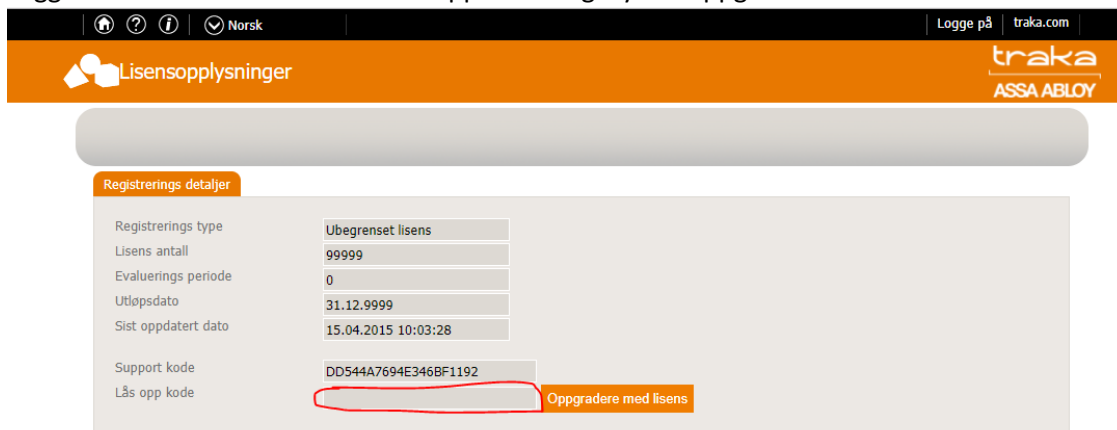 Norsk
Logge på traka.com
Lisensopplysninger
traka
ASSA ABLOY
Registrerings detaljer
Registrerings type Ubegrenset lisens
Lisens antall 99999
Evaluerings periode 0
Utløpsdato 31.12.9999
Sist oppdatert dato 15.04.2015 10:03:28
Support kode DD544A7694E346BF1192
Lås opp kode Oppgradere med lisens